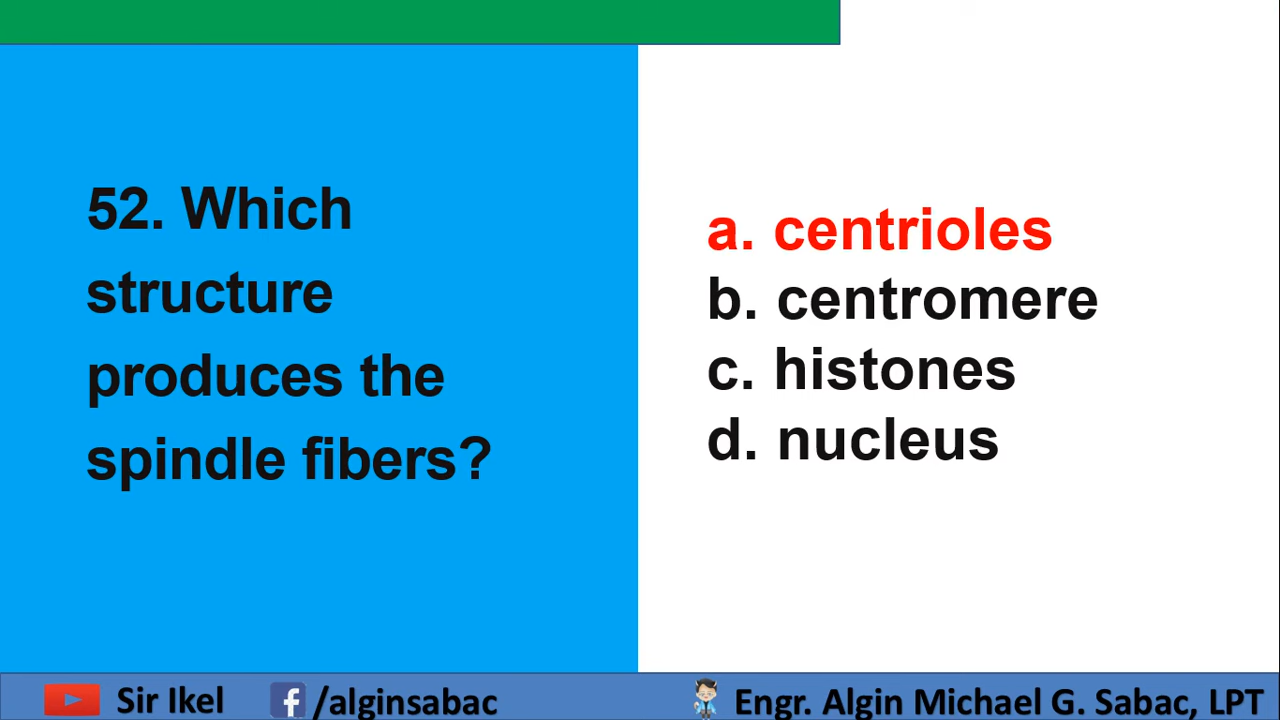 52. Which
structure
produces the
spindle fibers?
a. centrioles
b. centromere
c. histones
d. nucleus
Sir Ikel
/alginsabac
Engr. Algin Michael G. Sabac, LPT